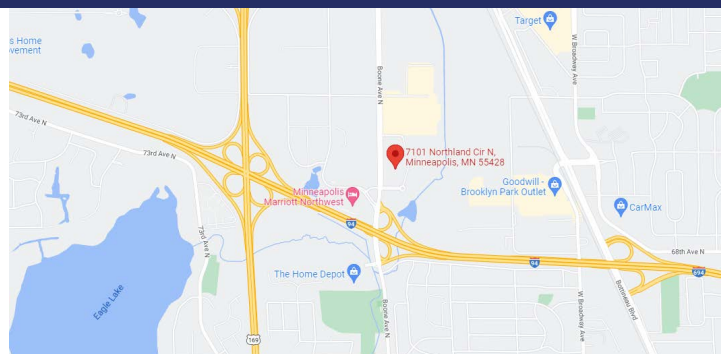 Target
s Home
ovement
Boone Ave N
W Broadway Ave
73rd Ave N
73rd Ave N
7101 Northland Cir N,
Minneapolis, MN 55428
Minneapolis
Marriott Northwest
Goodwill -
Brooklyn Park Outlet
CarMax
94
73rd Ave N
68th Ave N
94
694
The Home Depot
Eagle Lake
Boone Ave N
W Broadway Ave
Bottineau Blvd
169